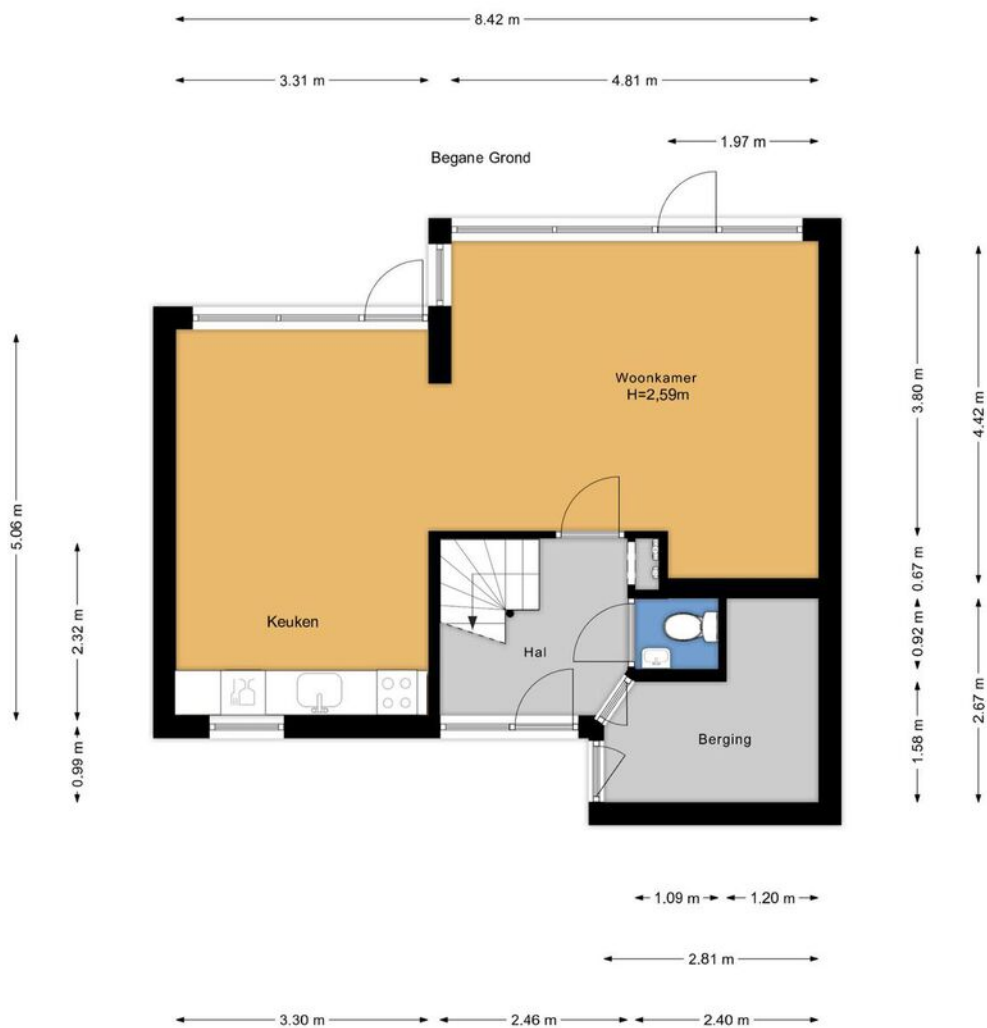 8.42 m
3.31 m
4.81 m
1.97 m
Begane Grond
Woonkamer
H=2,59m
3.80 m
4.42 m
5.06 m
2.32 m
0.67 m
Keuken
Hal
0.92 m
2.67 m
0.99 m
Berging
1.58 m
1.09 m
1.20 m
2.81 m
3.30 m
2.46 m
2.40 m